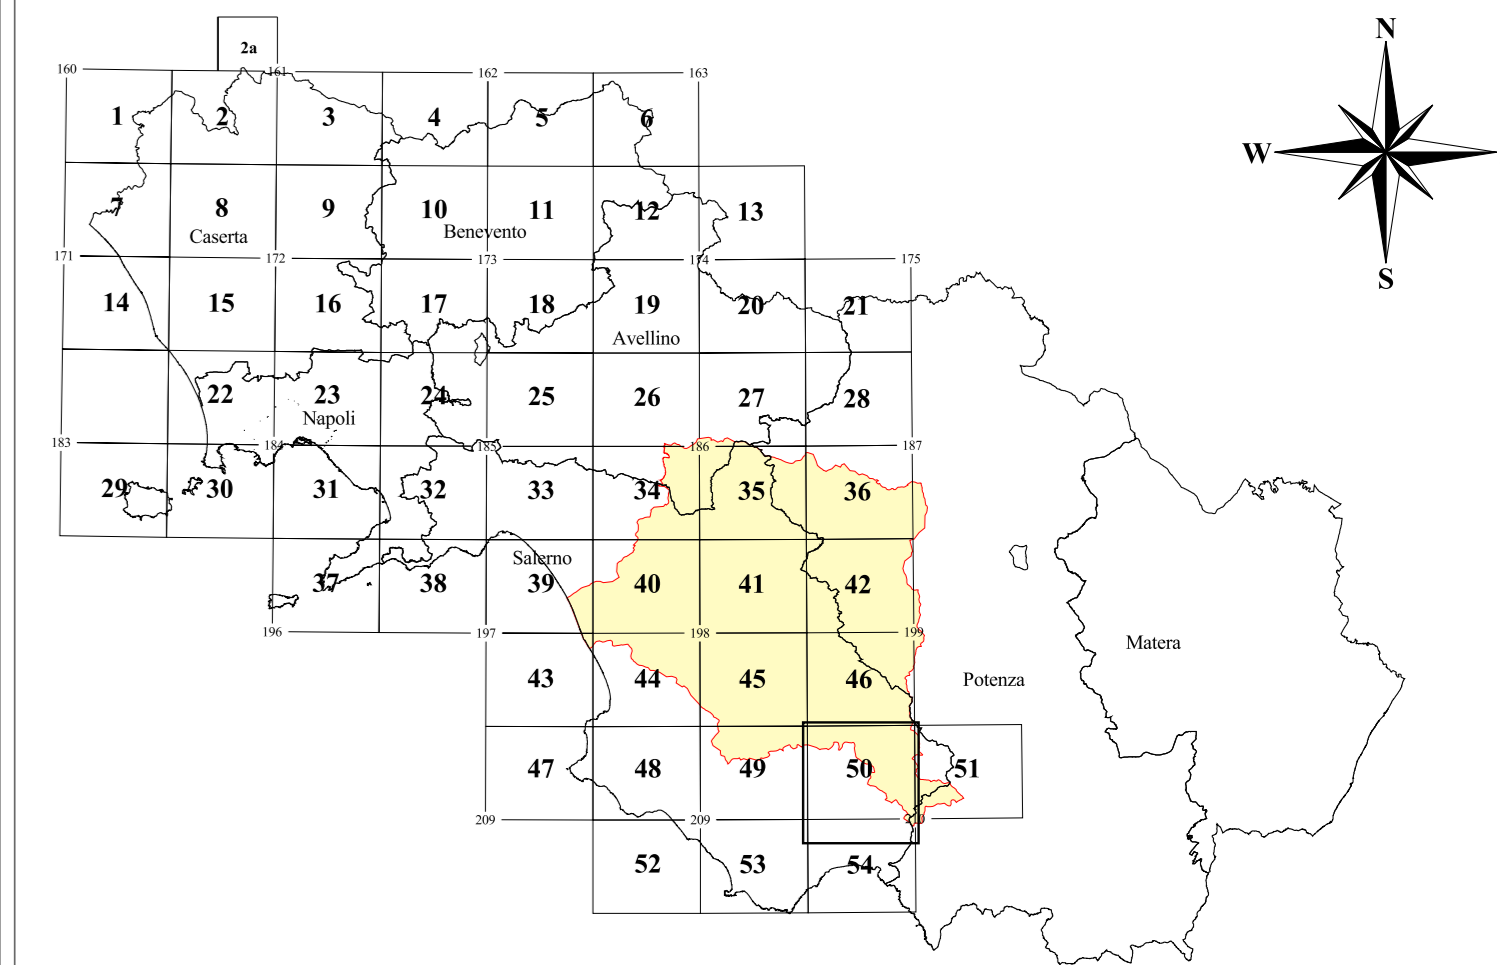 N
2a
160 161 162 163
1 2 3 4 5 6
W
7 8 9 10 11 12 13
Caserta Benevento
171 172 173 174 175
S
14 15 16 17 18 19 20 21
Avellino
22 23 24 25 26 27 28
Napoli
183 184 185 186 187
29 30 31 32 33 34 35 36
Salerno
37 38 39 40 41 42
196 197 198 199
Matera
43 44 45 46
Potenza
47 48 49 50 51
209 209
52 53 54